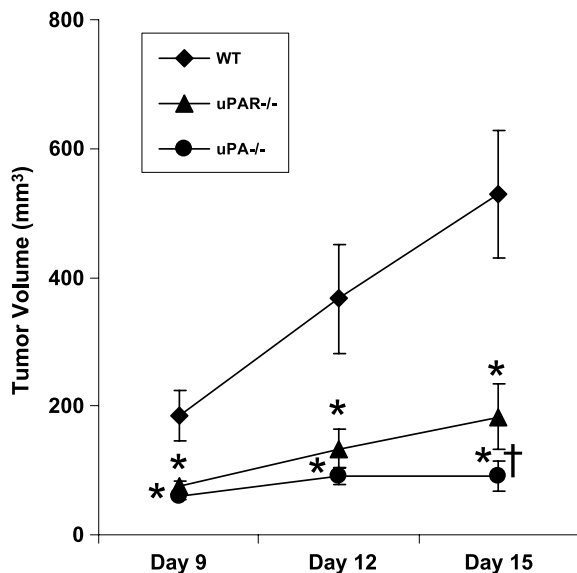 800
WT
uPAR-/-
uPA-/-
600
Tumor Volume (mm³)
400
200
0
*
*
*
*
*
*†
Day 9
Day 12
Day 15